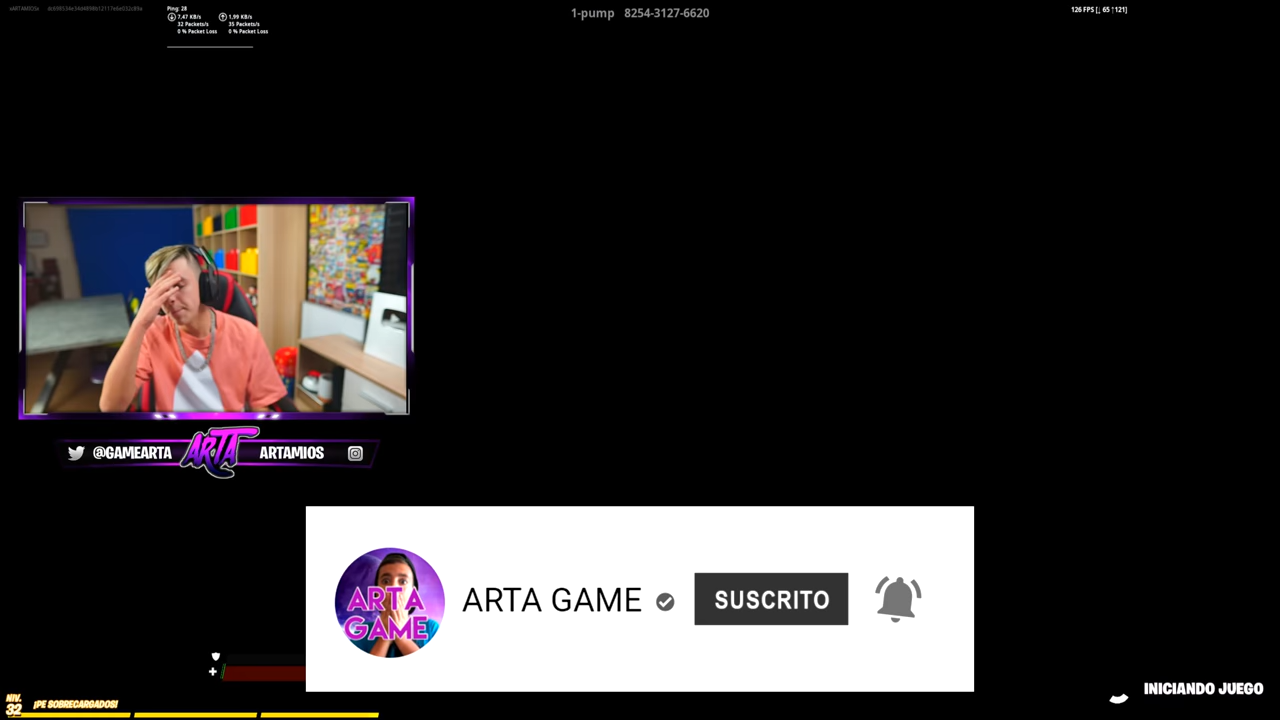 Ping: 28
7,47 KB/s 1,99 KB/s
32 Packets/s 35 Packets/s
0 % Packet Loss 0 % Packet Loss
1-pump 8254-3127-6620
126 FPS [↓ 65 ↑121]
@GAMEARTA ARTA ARTAMIOS
ARTA GAME
ARTA GAME SUSCRITO
NIV. 32
¡PE SOBRECARGADOS!
INICIANDO JUEGO